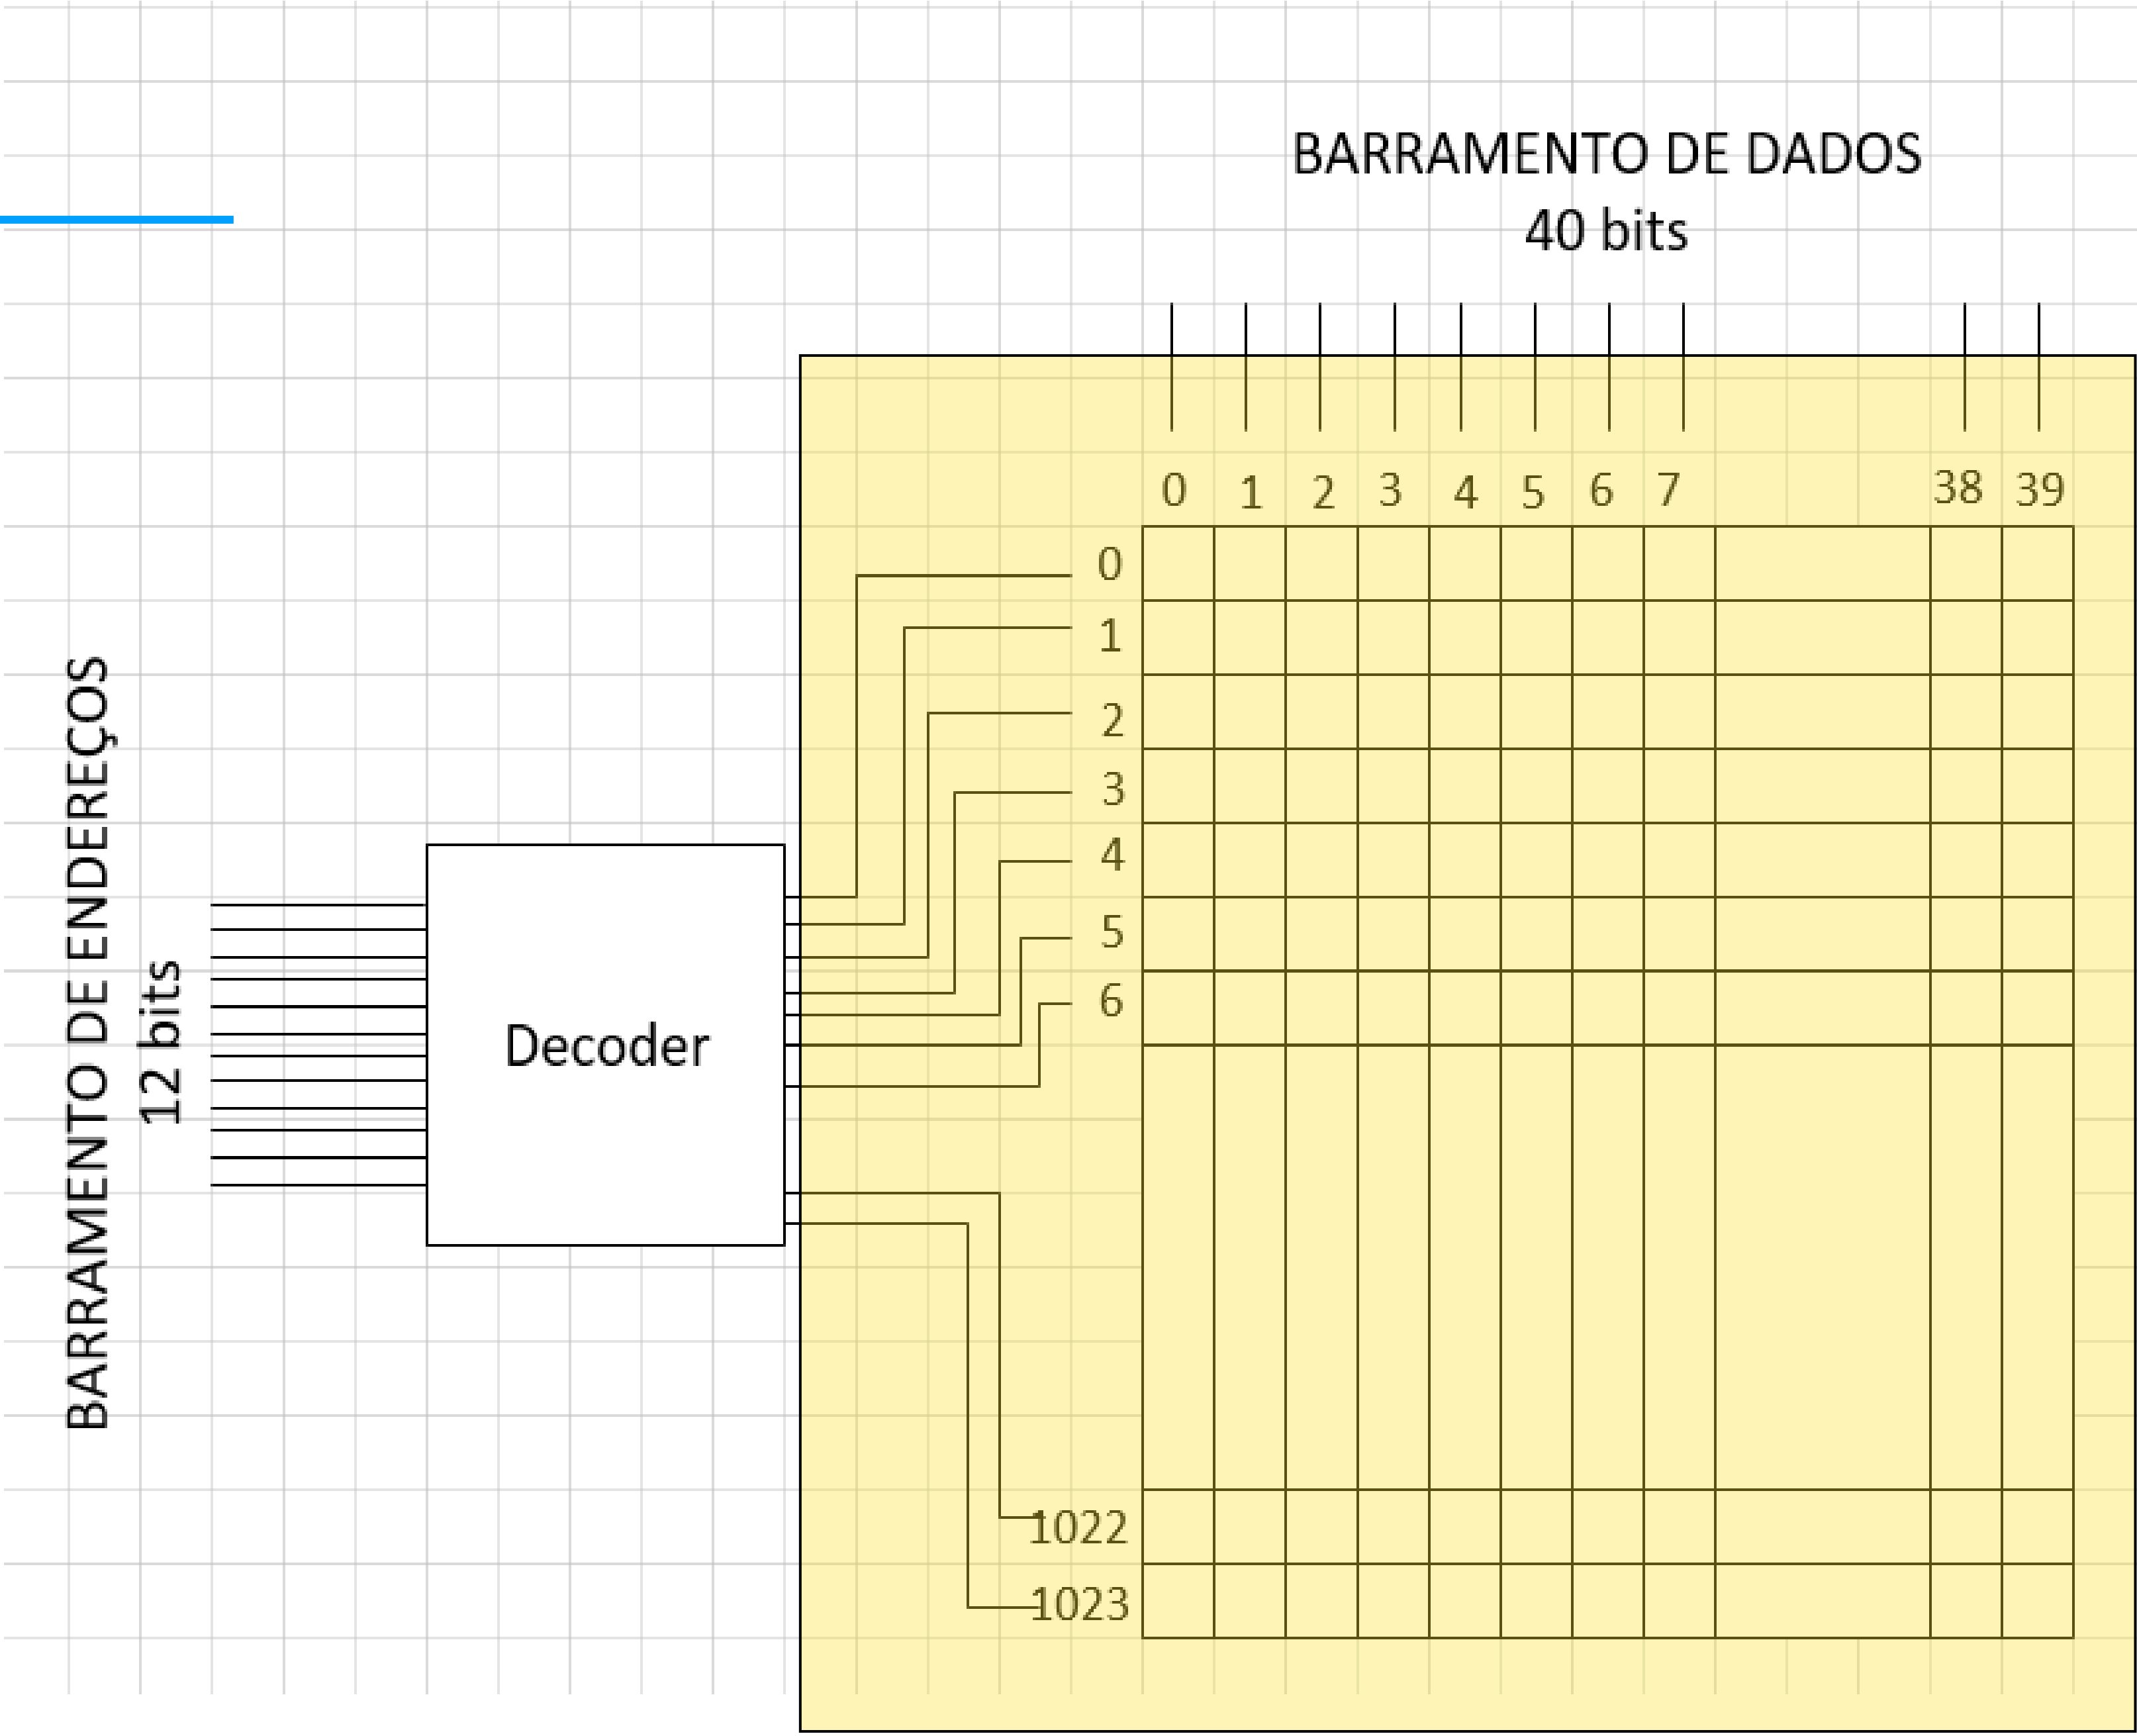 BARRAMENTO DE DADOS
40 bits
0 1 2 3 4 5 6 7 38 39
0
1
2
3
4
5
6
1022
1023
Decoder
BARRAMENTO DE ENDEREÇOS
12 bits